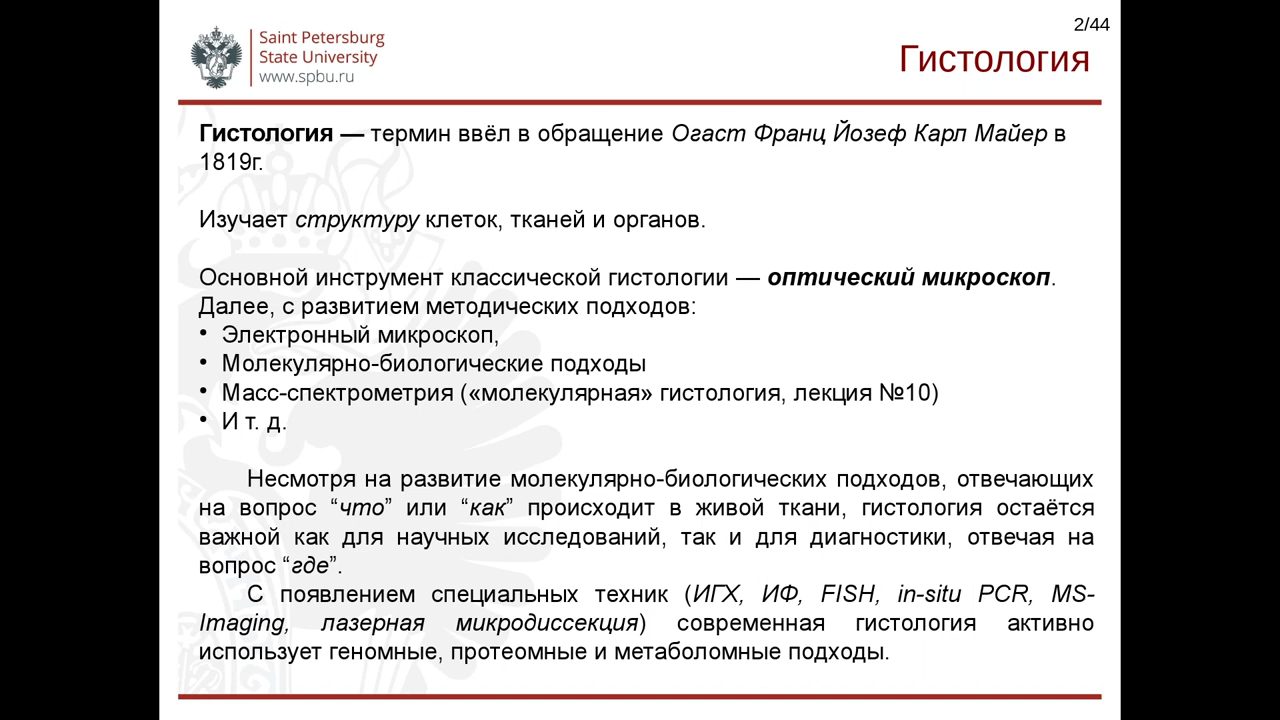 2/44
Saint Petersburg
State University
www.spbu.ru
Гистология
Гистология — термин ввёл в обращение Огаст Франц Йозеф Карл Майер в
1819г.
Изучает структуру клеток, тканей и органов.
Основной инструмент классической гистологии — оптический микроскоп.
Далее, с развитием методических подходов:
• Электронный микроскоп,
• Молекулярно-биологические подходы
• Масс-спектрометрия («молекулярная» гистология, лекция №10)
• И т. д.
Несмотря на развитие молекулярно-биологических подходов, отвечающих
на вопрос “что” или “как” происходит в живой ткани, гистология остаётся
важной как для научных исследований, так и для диагностики, отвечая на
вопрос “где”.
С появлением специальных техник (ИГХ, ИФ, FISH, in-situ PCR, MS-
Imaging, лазерная микродиссекция) современная гистология активно
использует геномные, протеомные и метаболомные подходы.